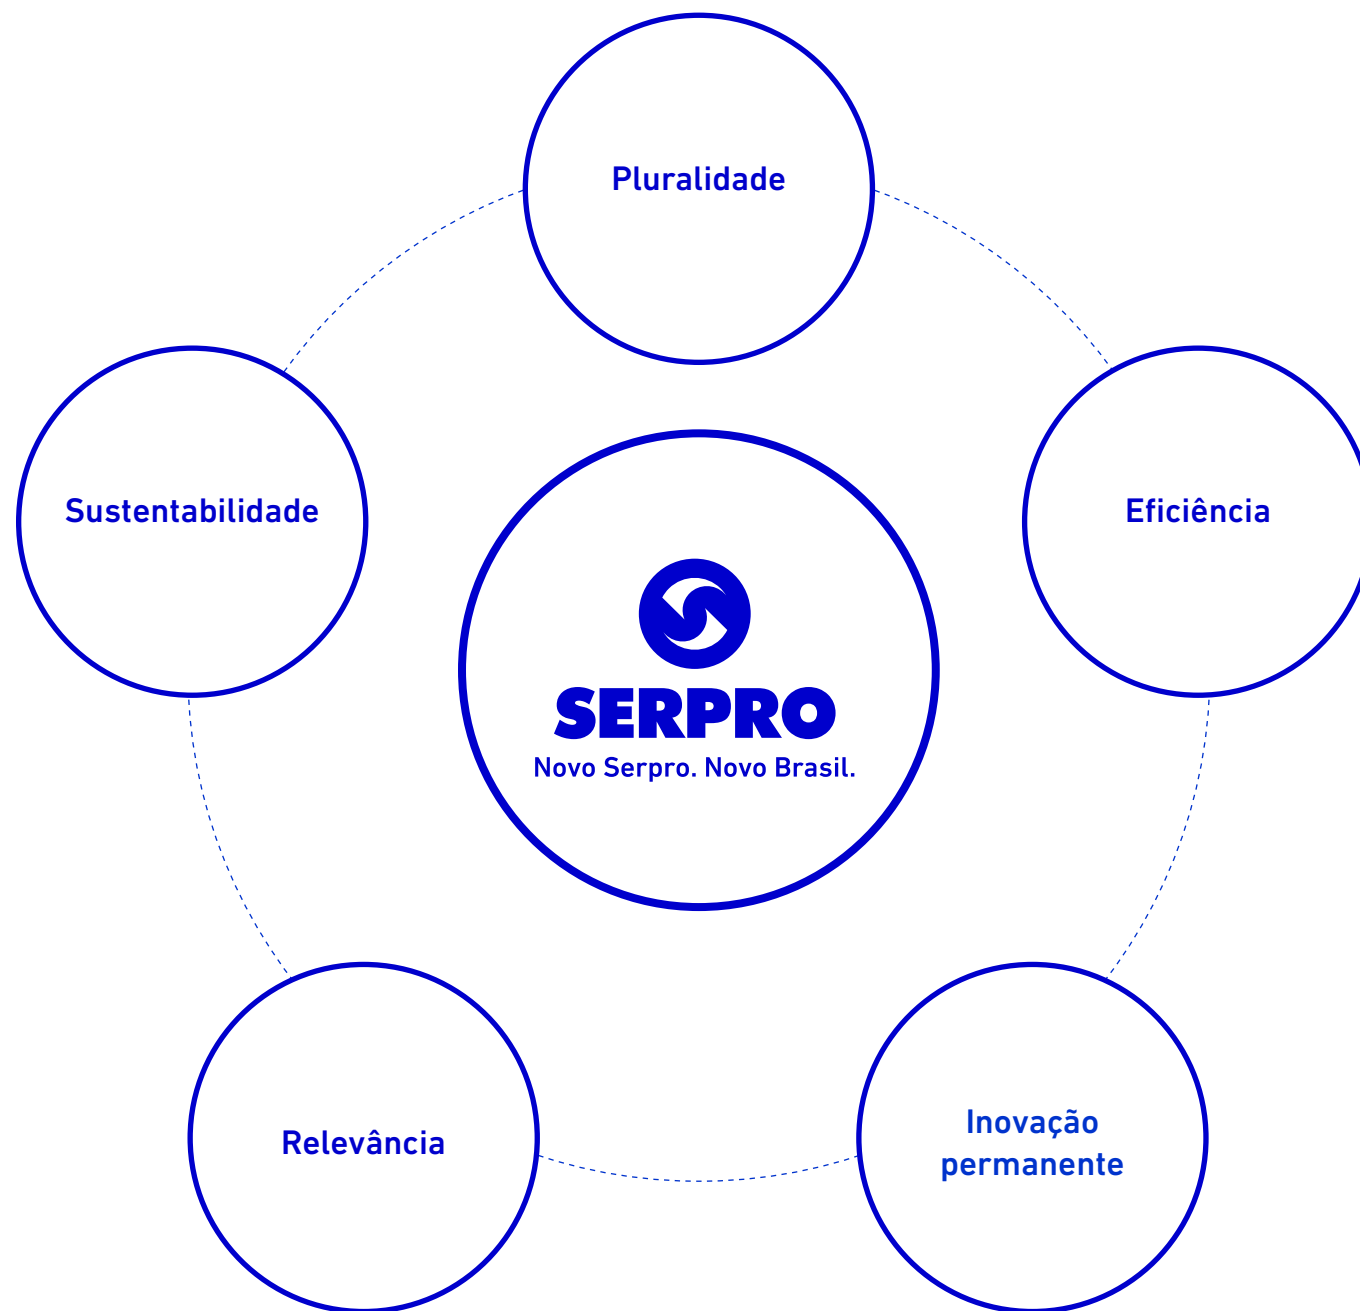 Pluralidade
Sustentabilidade
Eficiência
SERPRO
Novo Serpro. Novo Brasil.
Relevância
Inovação
permanente